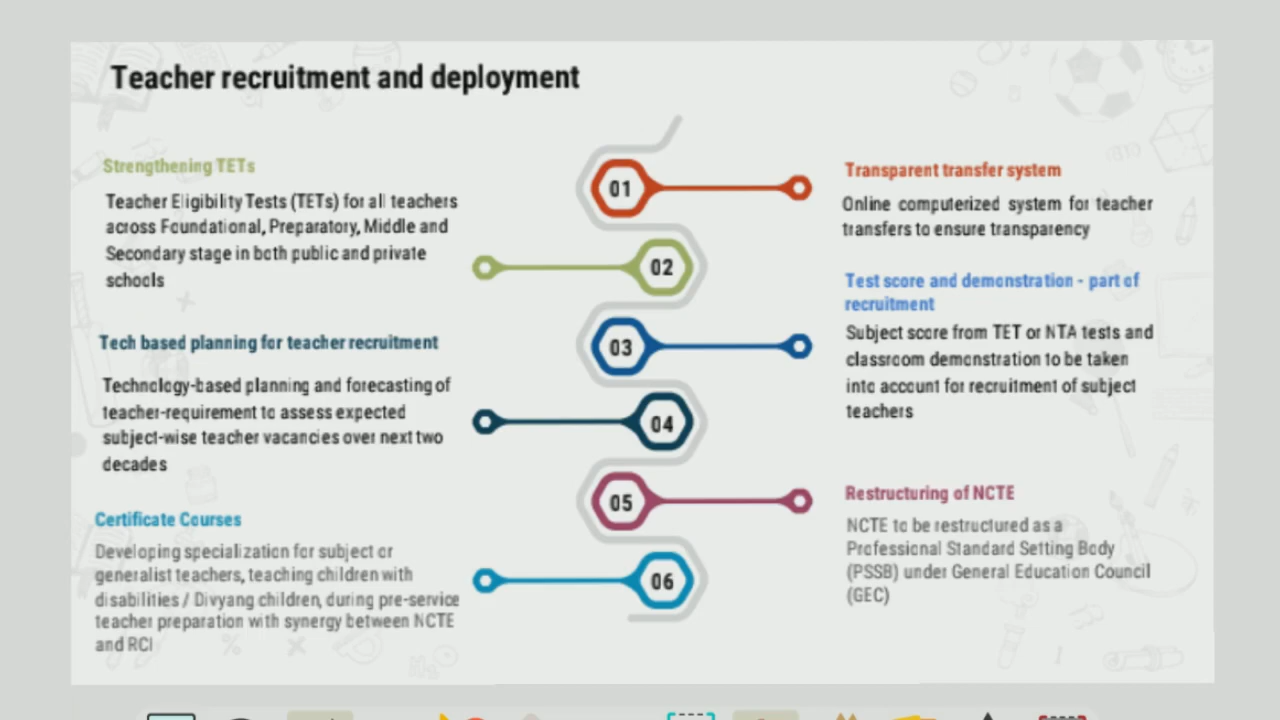 Teacher recruitment and deployment
01
Transparent transfer system
Online computerized system for teacher
transfers to ensure transparency
Strengthening TETs
Teacher Eligibility Tests (TETs) for all teachers
across Foundational, Preparatory, Middle and
Secondary stage in both public and private
schools
02
03
Test score and demonstration - part of
recruitment
Subject score from TET or NTA tests and
classroom demonstration to be taken
into account for recruitment of subject
teachers
Tech based planning for teacher recruitment
Technology-based planning and forecasting of
teacher-requirement to assess expected
subject-wise teacher vacancies over next two
decades
04
05
Restructuring of NCTE
NCTE to be restructured as a
Professional Standard Setting Body
(PSSB) under General Education Council
(GEC)
Certificate Courses
Developing specialization for subject or
generalist teachers, teaching children with
disabilities / Divyang children, during pre-service
teacher preparation with synergy between NCTE
and RCI
06